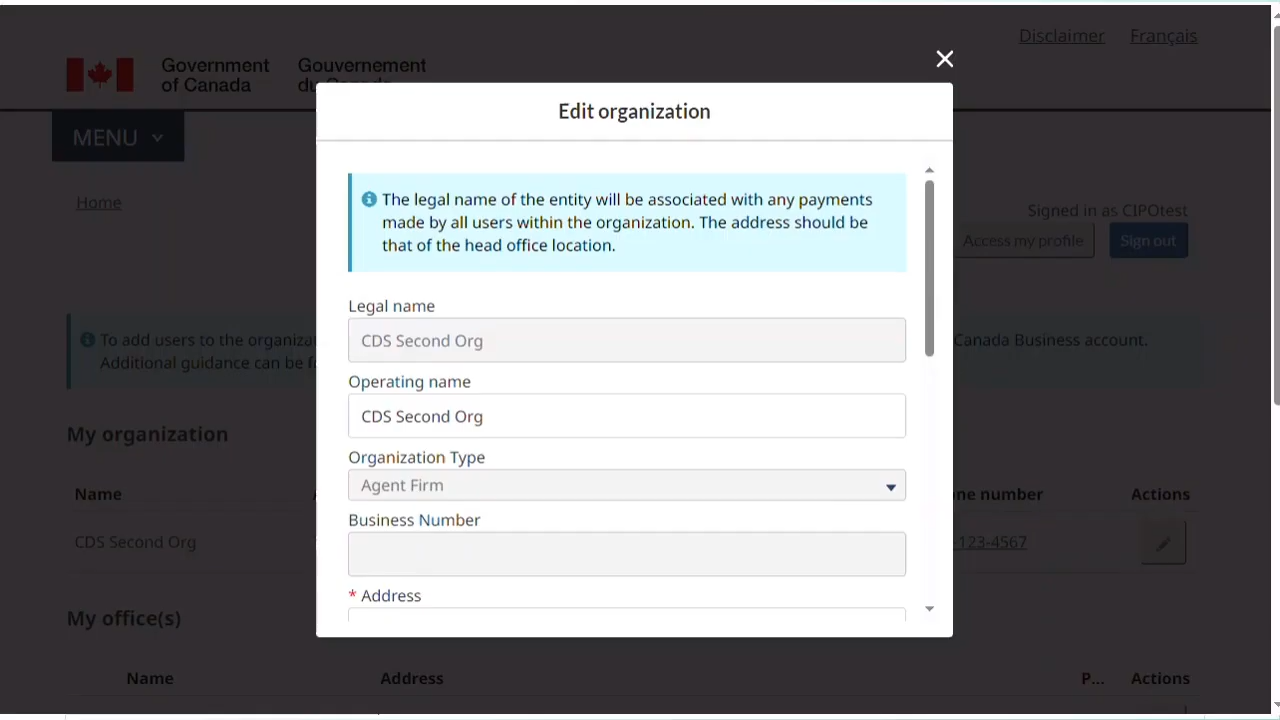 Disclaimer Français
Government Gouvernement
of Canada du Canada
MENU
Edit organization
Home
Signed in as CIPOtest
Access my profile Sign out
The legal name of the entity will be associated with any payments
made by all users within the organization. The address should be
that of the head office location.
To add users to the organiza
Canada Business account.
Additional guidance can be f
Legal name
CDS Second Org
Operating name
CDS Second Org
Organization Type
Agent Firm
Business Number
* Address
My organization
Name
ne number Actions
CDS Second Org
-123-4567
My office(s)
Name Address P... Actions